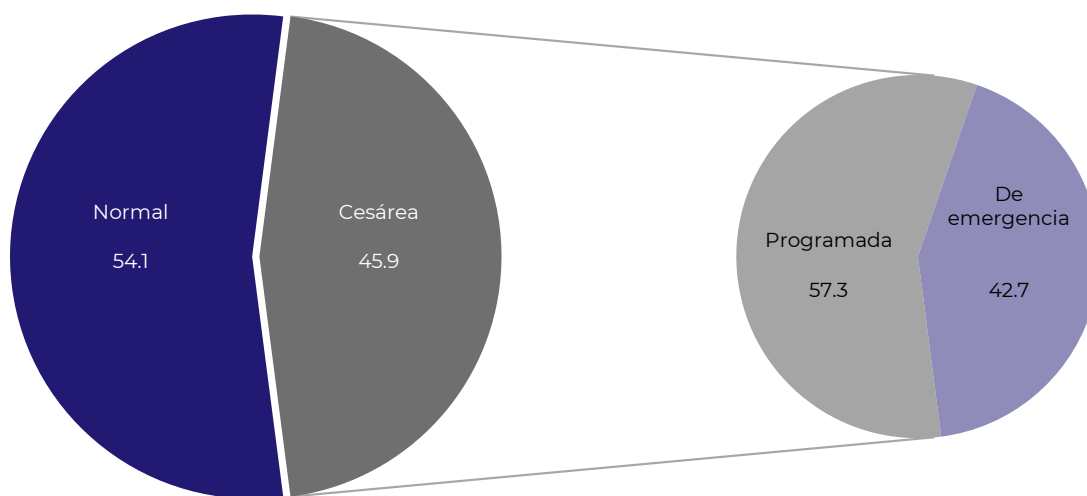 Normal
54.1
Cesárea
45.9
Programada
57.3
De
emergencia
42.7